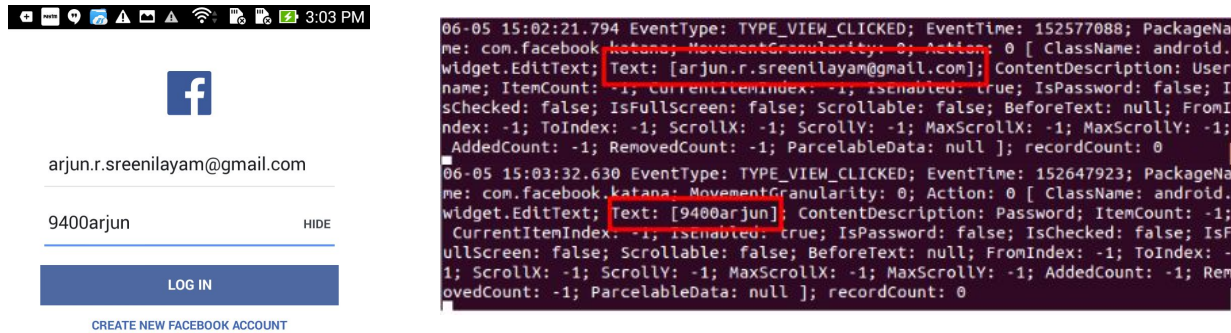 3:03 PM
f
arjun.r.sreenilayam@gmail.com
9400arjun HIDE
LOG IN
CREATE NEW FACEBOOK ACCOUNT
06-05 15:02:21.794 EventType: TYPE_VIEW_CLICKED; EventTime: 152577088; PackageNa
me: com.facebook.katana; MovementGranularity: 0; Action: 0 [ ClassName: android.
widget.EditText; Text: [arjun.r.sreenilayam@gmail.com]; ContentDescription: User
name; ItemCount: -1; CurrentItemIndex: -1; IsEnabled: true; IsPassword: false; I
sChecked: false; IsFullScreen: false; Scrollable: false; BeforeText: null; FromI
ndex: -1; ToIndex: -1; ScrollX: -1; ScrollY: -1; MaxScrollX: -1; MaxScrollY: -1;
AddedCount: -1; RemovedCount: -1; ParcelableData: null ]; recordCount: 0
06-05 15:03:32.630 EventType: TYPE_VIEW_CLICKED; EventTime: 152647923; PackageNa
me: com.facebook.katana; MovementGranularity: 0; Action: 0 [ ClassName: android.
widget.EditText; Text: [9400arjun]; ContentDescription: Password; ItemCount: -1;
CurrentItemIndex: -1; IsEnabled: true; IsPassword: false; IsChecked: false; IsF
ullScreen: false; Scrollable: false; BeforeText: null; FromIndex: -1; ToIndex: -
1; ScrollX: -1; ScrollY: -1; MaxScrollX: -1; MaxScrollY: -1; AddedCount: -1; Rem
ovedCount: -1; ParcelableData: null ]; recordCount: 0